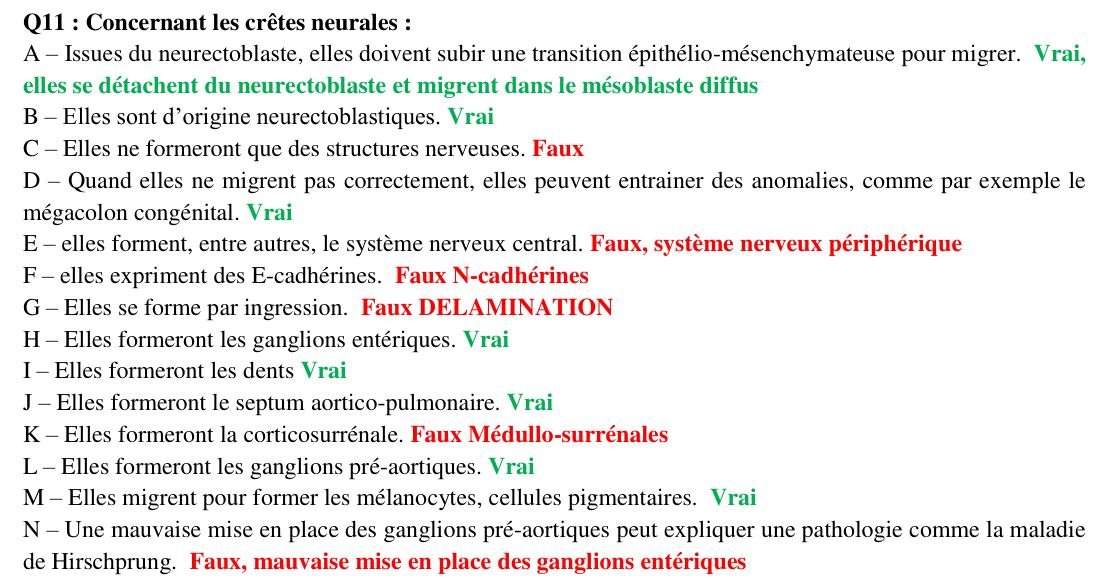 Q11 : Concernant les crêtes neurales :
A – Issues du neurectoblaste, elles doivent subir une transition épithélio-mésenchymateuse pour migrer. Vrai,
elles se détachent du neurectoblaste et migrent dans le mésoblaste diffus
B – Elles sont d'origine neurectoblastiques. Vrai
C – Elles ne formeront que des structures nerveuses. Faux
D – Quand elles ne migrent pas correctement, elles peuvent entrainer des anomalies, comme par exemple le
mégacolon congénital. Vrai
E – elles forment, entre autres, le système nerveux central. Faux, système nerveux périphérique
F – elles expriment des E-cadhérines. Faux N-cadhérines
G – Elles se forme par ingression. Faux DELAMINATION
H – Elles formeront les ganglions entériques. Vrai
I – Elles formeront les dents Vrai
J – Elles formeront le septum aortico-pulmonaire. Vrai
K – Elles formeront la corticosurrénale. Faux Médullo-surrénales
L – Elles formeront les ganglions pré-aortiques. Vrai
M – Elles migrent pour former les mélanocytes, cellules pigmentaires. Vrai
N – Une mauvaise mise en place des ganglions pré-aortiques peut expliquer une pathologie comme la maladie
de Hirschprung. Faux, mauvaise mise en place des ganglions entériques